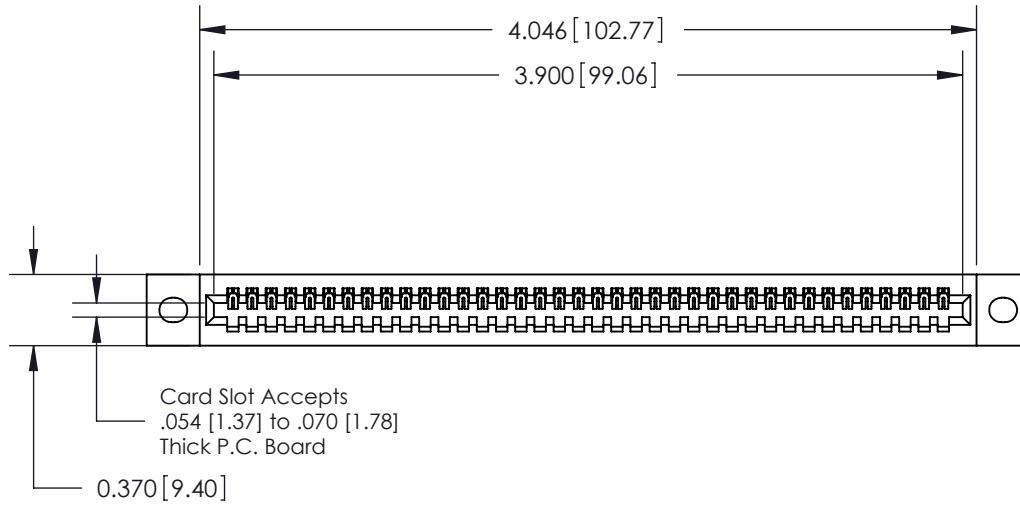 4.046[102.77]
3.900[99.06]
Card Slot Accepts
.054 [1.37] to .070 [1.78]
Thick P.C. Board
0.370[9.40]